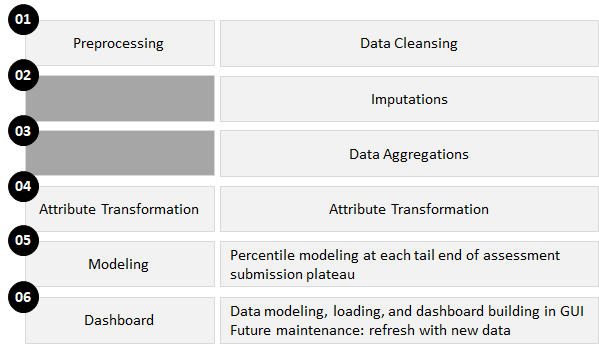 01
Preprocessing
Data Cleansing
02
Imputations
03
Data Aggregations
04
Attribute Transformation
Attribute Transformation
05
Modeling
Percentile modeling at each tail end of assessment
submission plateau
06
Dashboard
Data modeling, loading, and dashboard building in GUI
Future maintenance: refresh with new data